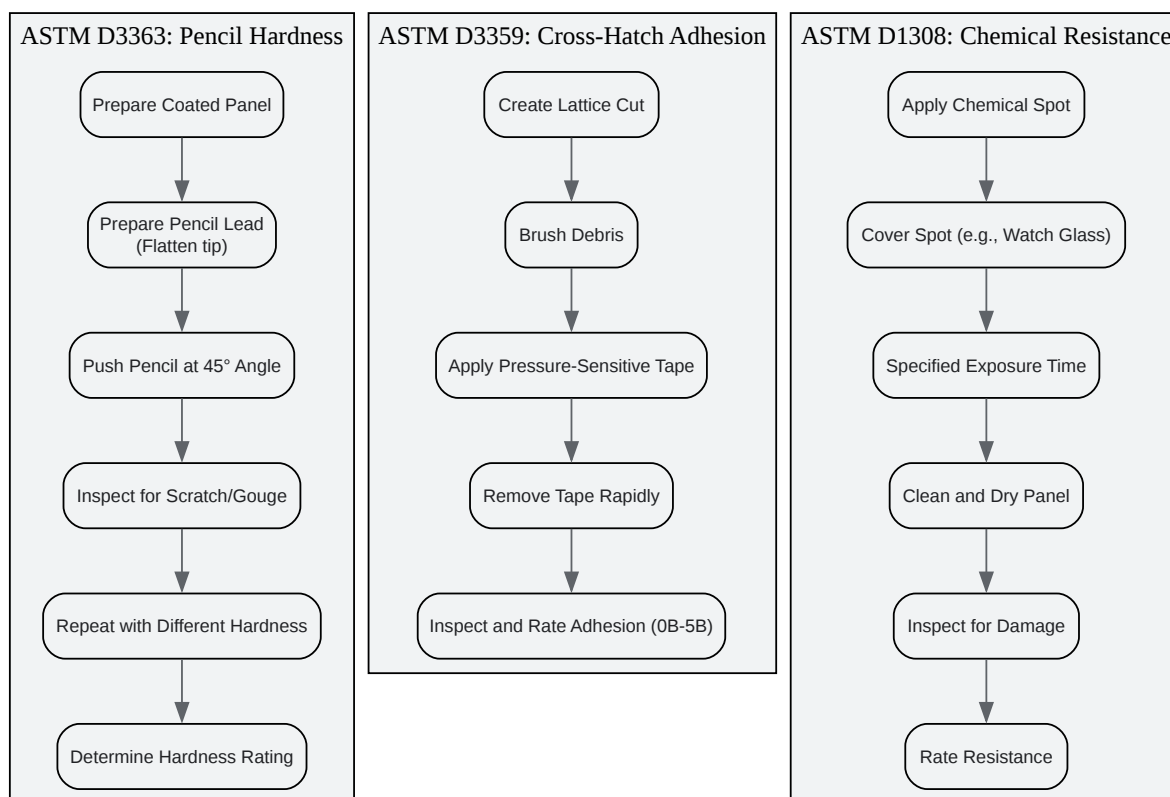 ASTM D3363: Pencil Hardness
Prepare Coated Panel
Prepare Pencil Lead
(Flatten tip)
Push Pencil at 45° Angle
Inspect for Scratch/Gouge
Repeat with Different Hardness
Determine Hardness Rating
ASTM D3359: Cross-Hatch Adhesion
Create Lattice Cut
Brush Debris
Apply Pressure-Sensitive Tape
Remove Tape Rapidly
Inspect and Rate Adhesion (0B-5B)
ASTM D1308: Chemical Resistance
Apply Chemical Spot
Cover Spot (e.g., Watch Glass)
Specified Exposure Time
Clean and Dry Panel
Inspect for Damage
Rate Resistance